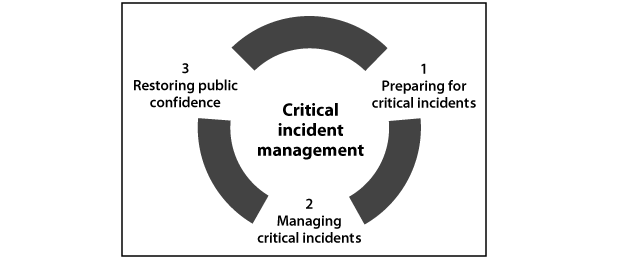 3
Restoring public
confidence
1
Preparing for
critical incidents
Critical
incident
management
2
Managing
critical incidents